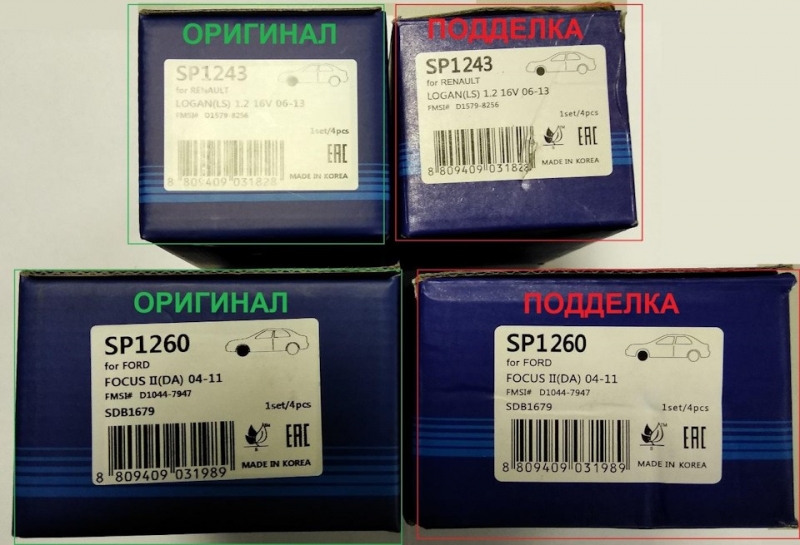 ОРИГИНАЛ
SP1243
for RENAULT
LOGAN(LS) 1.2 16V 06-13
FMSI# D1579-8256
1set/4pcs
EAC
8 809409 031828
MADE IN KOREA
ПОДДЕЛКА
SP1243
for RENAULT
LOGAN(LS) 1.2 16V 06-13
FMSI# D1579-8256
1set/4pcs
EAC
8 809409 031828
MADE IN KOREA
ОРИГИНАЛ
SP1260
for FORD
FOCUS II(DA) 04-11
FMSI# D1044-7947
SDB1679
1set/4pcs
EAC
8 809409 031989
MADE IN KOREA
ПОДДЕЛКА
SP1260
for FORD
FOCUS II(DA) 04-11
FMSI# D1044-7947
SDB1679
1set/4pcs
EAC
8 809409 031989
MADE IN KOREA